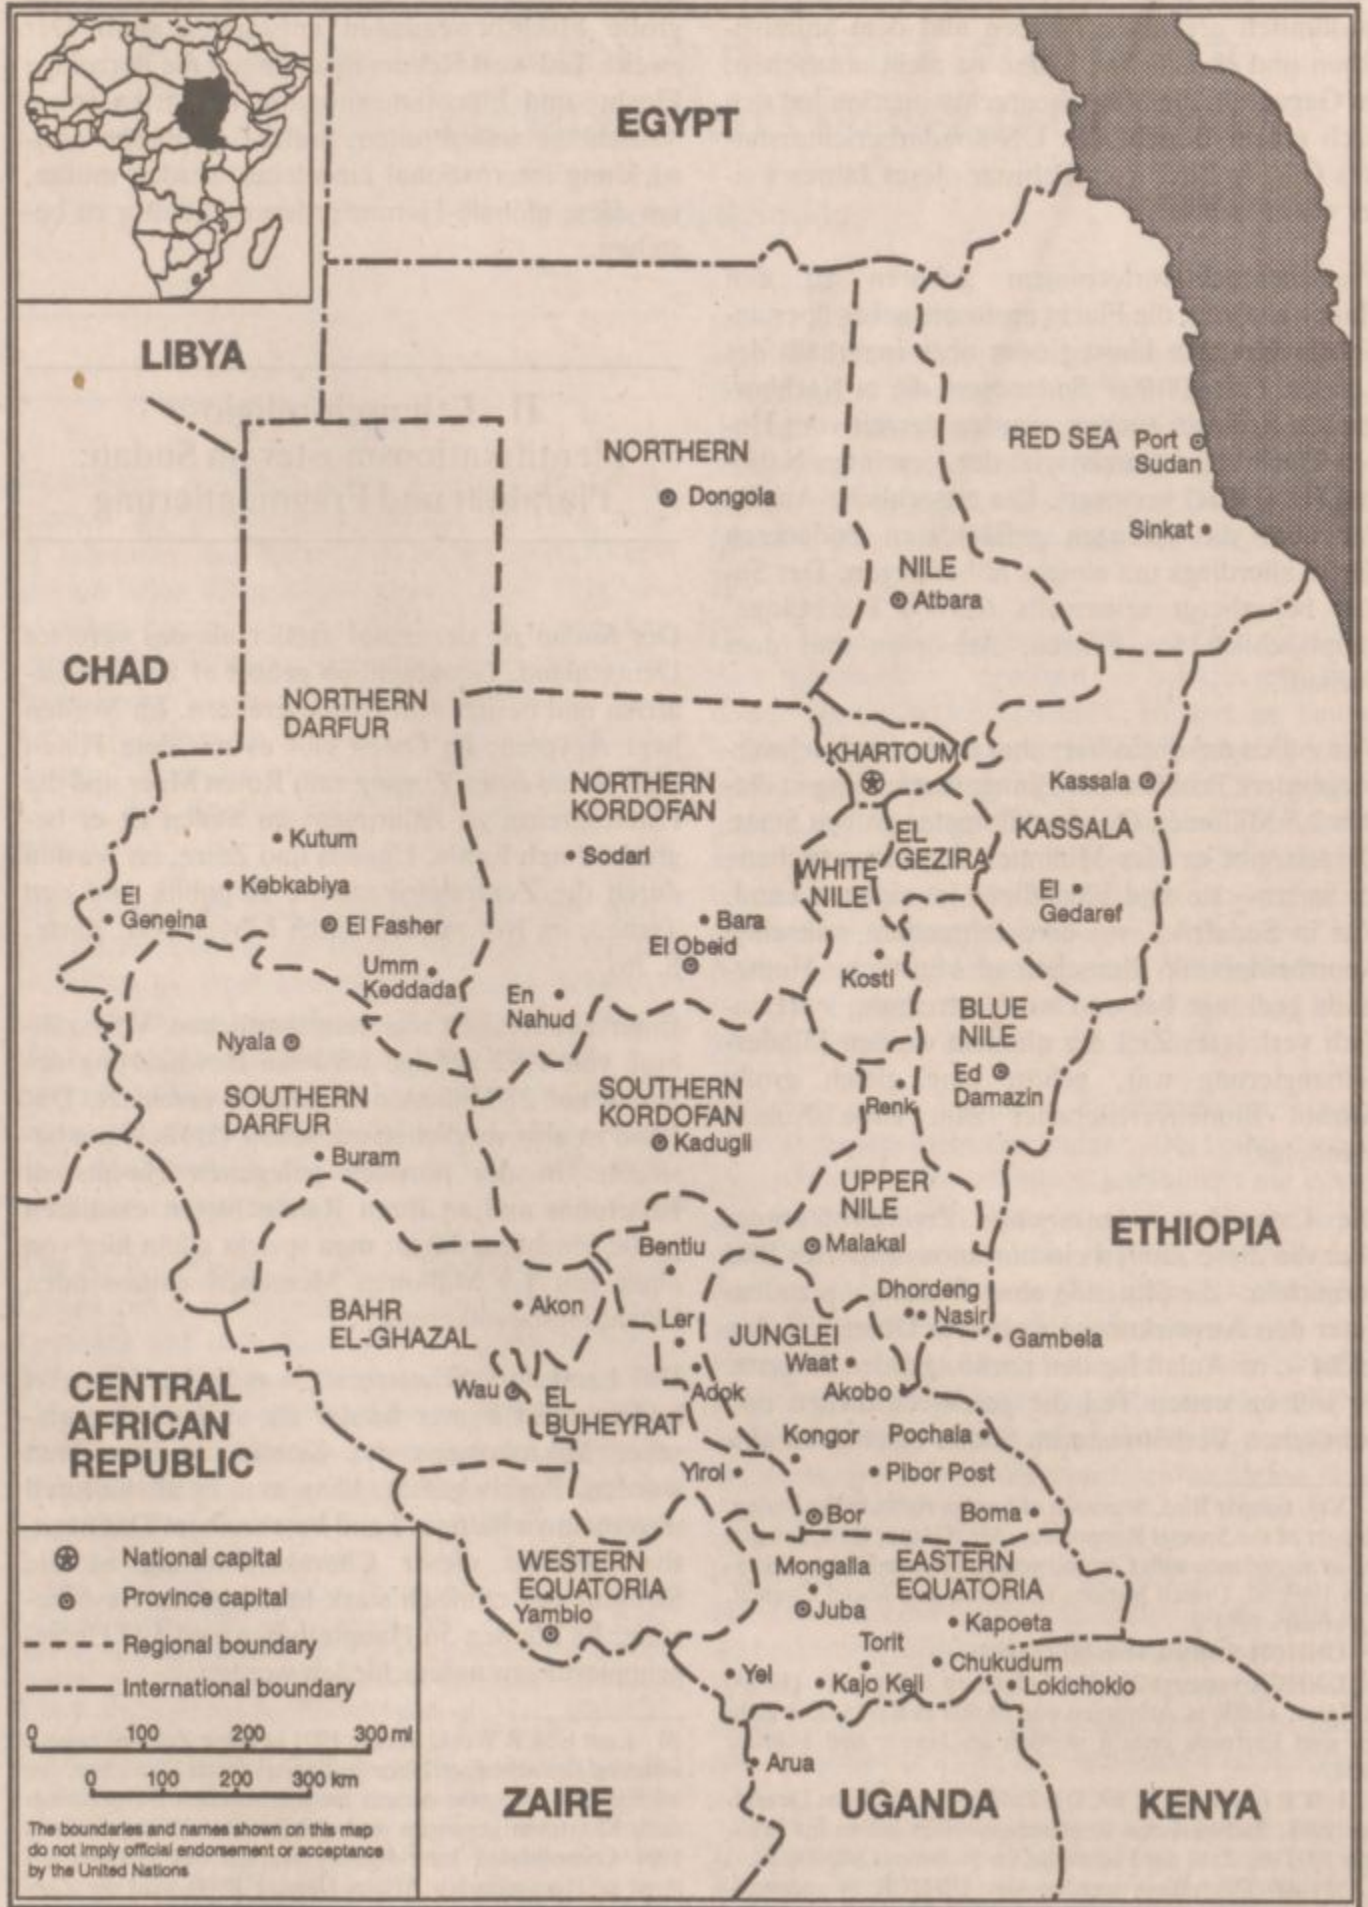 EGYPT
LIBYA
NORTHERN
Dongola
RED SEA
Port
Sudan
Sinkat
NILE
Atbara
CHAD
NORTHERN
DARFUR
KHARTOUM
Kassala
NORTHERN
KORDOFAN
EL
GEZIRA
KASSALA
Kutum
Sodari
WHITE
NILE
Kebkabiya
El
Gedaref
El
Geneina
El Fasher
Bara
El Obeid
Umm
Keddada
En
Nahud
Kosti
BLUE
NILE
Nyala
Ed
Damazin
SOUTHERN
DARFUR
SOUTHERN
KORDOFAN
Renk
Kadugli
Buram
UPPER
NILE
ETHIOPIA
Bentiu
Malakal
Dhordeng
Nasir
BAHR
EL-GHAZAL
Akon
Ler
JUNGLEI
Gambela
Waat
CENTRAL
AFRICAN
REPUBLIC
Wau
EL
BUHEYRAT
Adok
Akobo
Kongor
Pochala
Yirol
Pibor Post
Bor
Boma
WESTERN
EQUATORIA
Mongalla
EASTERN
EQUATORIA
Yambio
Juba
Kapoeta
Torit
Yei
Kajo Keji
Chukudum
Lokichokio
Arua
ZAIRE
UGANDA
KENYA
National capital
Province capital
Regional boundary
International boundary
0 100 200 300 mi
0 100 200 300 km
The boundaries and names shown on this map
do not imply official endorsement or acceptance
by the United Nations